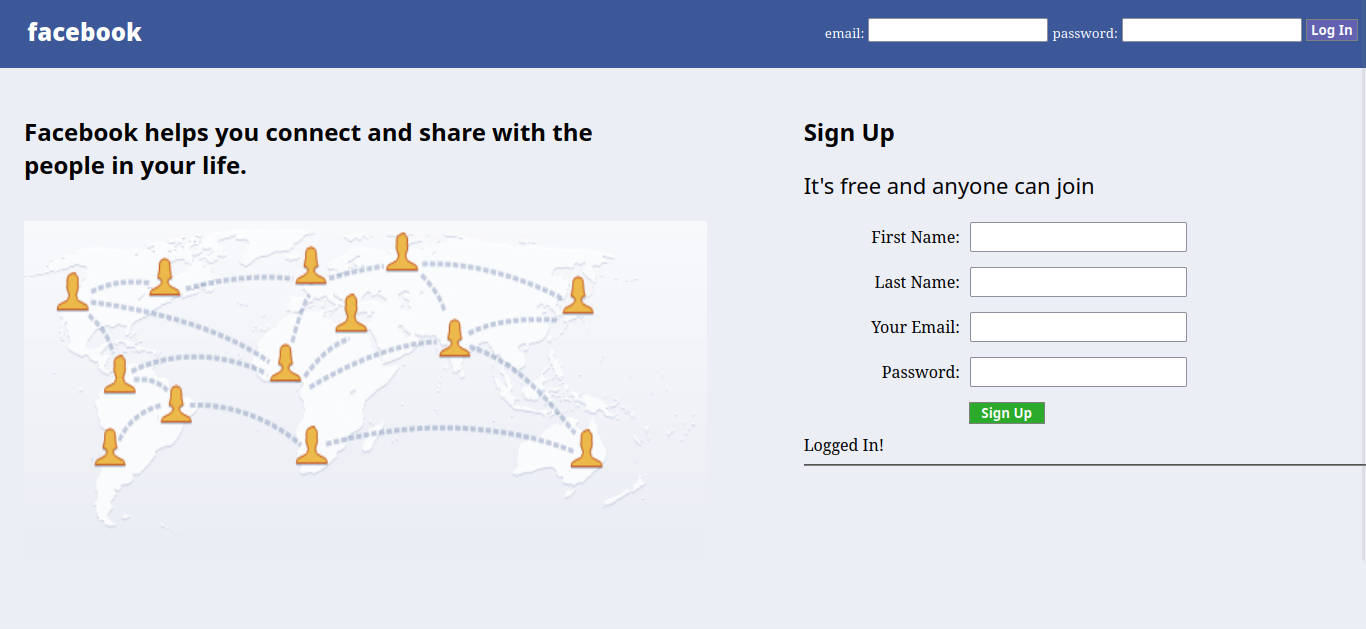 facebook
email: password: Log In
Facebook helps you connect and share with the
people in your life.
Sign Up
It's free and anyone can join
First Name:
Last Name:
Your Email:
Password:
Sign Up
Logged In!